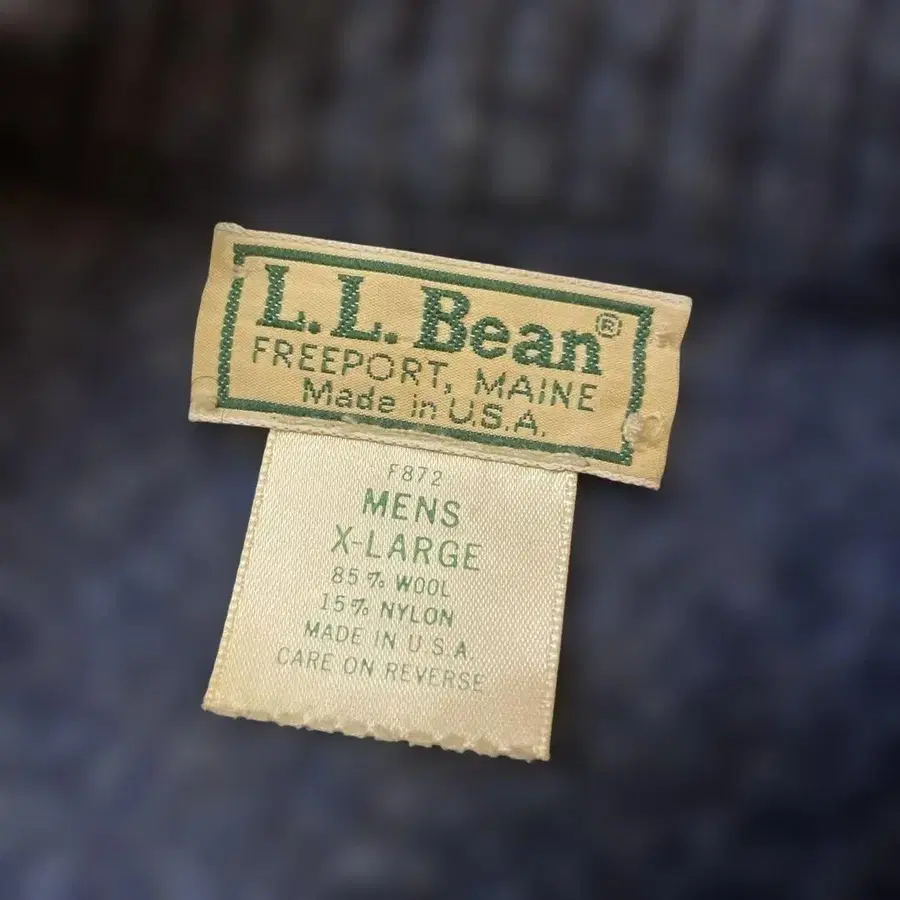 L.L.Bean®
FREEPORT, MAINE
Made in U.S.A.
F872
MENS
X-LARGE
85% WOOL
15% NYLON
MADE IN U.S.A.
CARE ON REVERSE